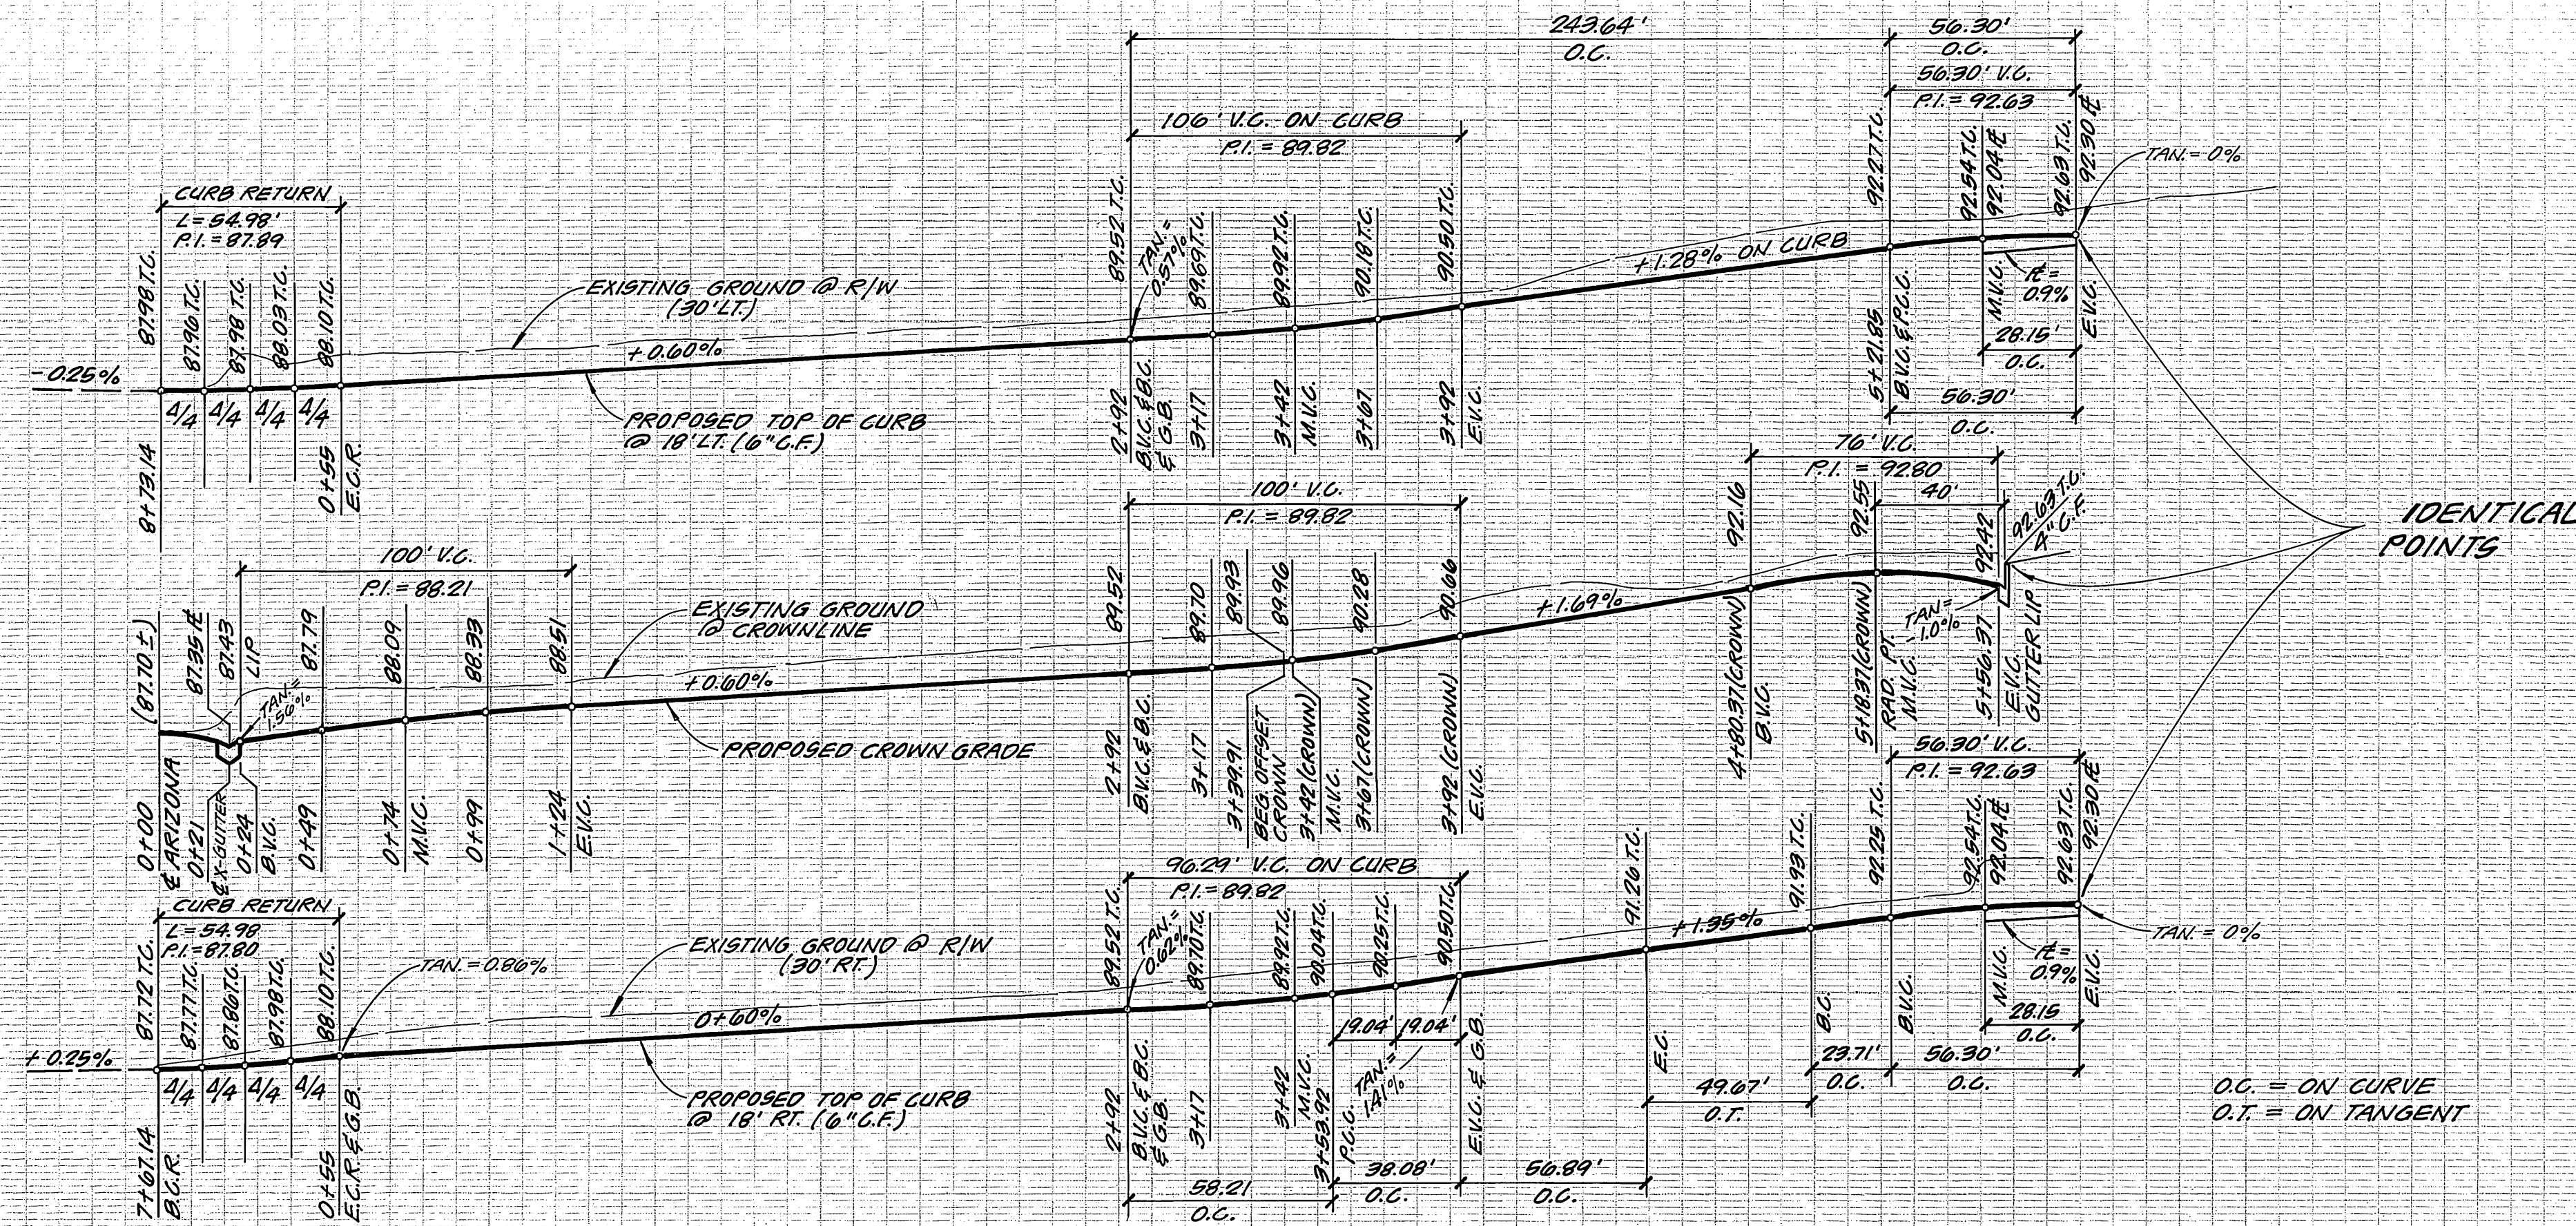 243.64'
O.C.
56.30'
O.C.
56.30' V.C.
P.I. = 92.63
106' V.C. ON CURB
P.I. = 89.82
CURB RETURN
L = 54.98'
P.I. = 87.89
87.98 T.C.
87.96 T.C.
87.98 T.C.
88.03 T.C.
88.10 T.C.
89.52 T.C.
TAN. =
0.57%
89.69 T.C.
89.92 T.C.
90.18 T.C.
90.50 T.C.
92.27 T.C.
92.54 T.C.
92.04 FL
92.63 T.C.
92.30 FL
TAN. = 0%
EXISTING GROUND @ R/W
(30' LT.)
+0.60%
+1.28% ON CURB
-0.25%
4/4
4/4
4/4
4/4
PROPOSED TOP OF CURB
@ 18' LT. (6" C.F.)
8+73.14
0+55
E.C.R.
2+92
B.V.C. & B.C.
& G.B.
3+17
3+42
M.V.C.
3+67
3+92
E.V.C.
5+21.85
B.V.C. & P.C.C
M.V.C.
FL =
0.9%
E.V.C.
28.15'
O.C.
56.30'
O.C.
76' V.C.
P.I. = 92.80
40'
100' V.C.
P.I. = 89.82
100' V.C.
P.I. = 88.21
(87.70 ±)
87.35 FL
87.43
LIP
TAN. =
1.56%
87.79
88.09
88.33
88.51
EXISTING GROUND
@ CROWNLINE
+0.60%
PROPOSED CROWN GRADE
89.52
89.70
89.93
89.96
90.28
90.66
+1.69%
92.16
92.55
92.42
92.63 T.C.
4" C.F.
TAN =
-1.0%
IDENTICAL
POINTS
0+00
℄ ARIZONA
0+21
℄ X-GUTTER
0+24
B.V.C.
0+49
0+74
M.V.C.
0+99
1+24
E.V.C.
2+92
B.V.C. & B.C.
3+17
3+39.91
BEG. OFFSET
CROWN
3+42 (CROWN)
M.V.C.
3+67 (CROWN)
3+92 (CROWN)
E.V.C.
4+80.37 (CROWN)
B.V.C.
5+18.37 (CROWN)
RAD. PT.
M.V.C.
5+56.37
E.V.C.
GUTTER LIP
56.30' V.C.
P.I. = 92.63
CURB RETURN
L = 54.98
P.I. = 87.80
87.72 T.C.
87.77 T.C.
87.86 T.C.
87.98 T.C.
88.10 T.C.
TAN. = 0.86%
EXISTING GROUND @ R/W
(30' RT.)
0+60%
+0.25%
4/4
4/4
4/4
4/4
PROPOSED TOP OF CURB
@ 18' RT. (6" C.F.)
7+67.14
B.C.R.
0+55
E.C.R. & G.B.
96.29' V.C. ON CURB
P.I. = 89.82
89.52 T.C.
TAN. =
0.62%
89.70 T.C.
89.92 T.C.
90.04 T.C.
90.25 T.C.
90.50 T.C.
91.26 T.C.
+1.35%
91.93 T.C.
92.25 T.C.
92.54 T.C.
92.04 FL
92.63 T.C.
92.30 FL
TAN. = 0%
19.04'
19.04'
TAN. =
1.41%
2+92
B.V.C. & B.C.
& G.B.
3+17
3+42
M.V.C.
3+53.92
P.C.C.
E.V.C. & G.B.
E.C.
B.C.
B.V.C.
M.V.C.
FL =
0.9%
E.V.C.
28.15
O.C.
23.71'
O.C.
56.30'
O.C.
49.67'
O.T.
38.08'
O.C.
56.89'
O.C.
58.21
O.C.
O.C. = ON CURVE
O.T. = ON TANGENT